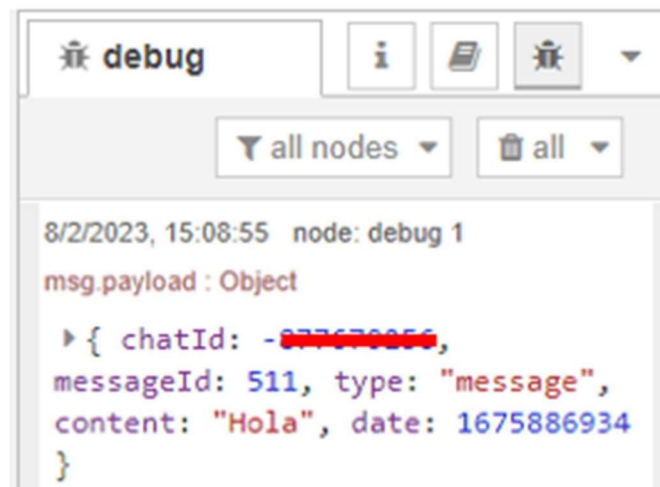 debug
i
all nodes
all
8/2/2023, 15:08:55 node: debug 1
msg.payload : Object
{ chatId: -
messageId: 511, type: "message",
content: "Hola", date: 1675886934
}